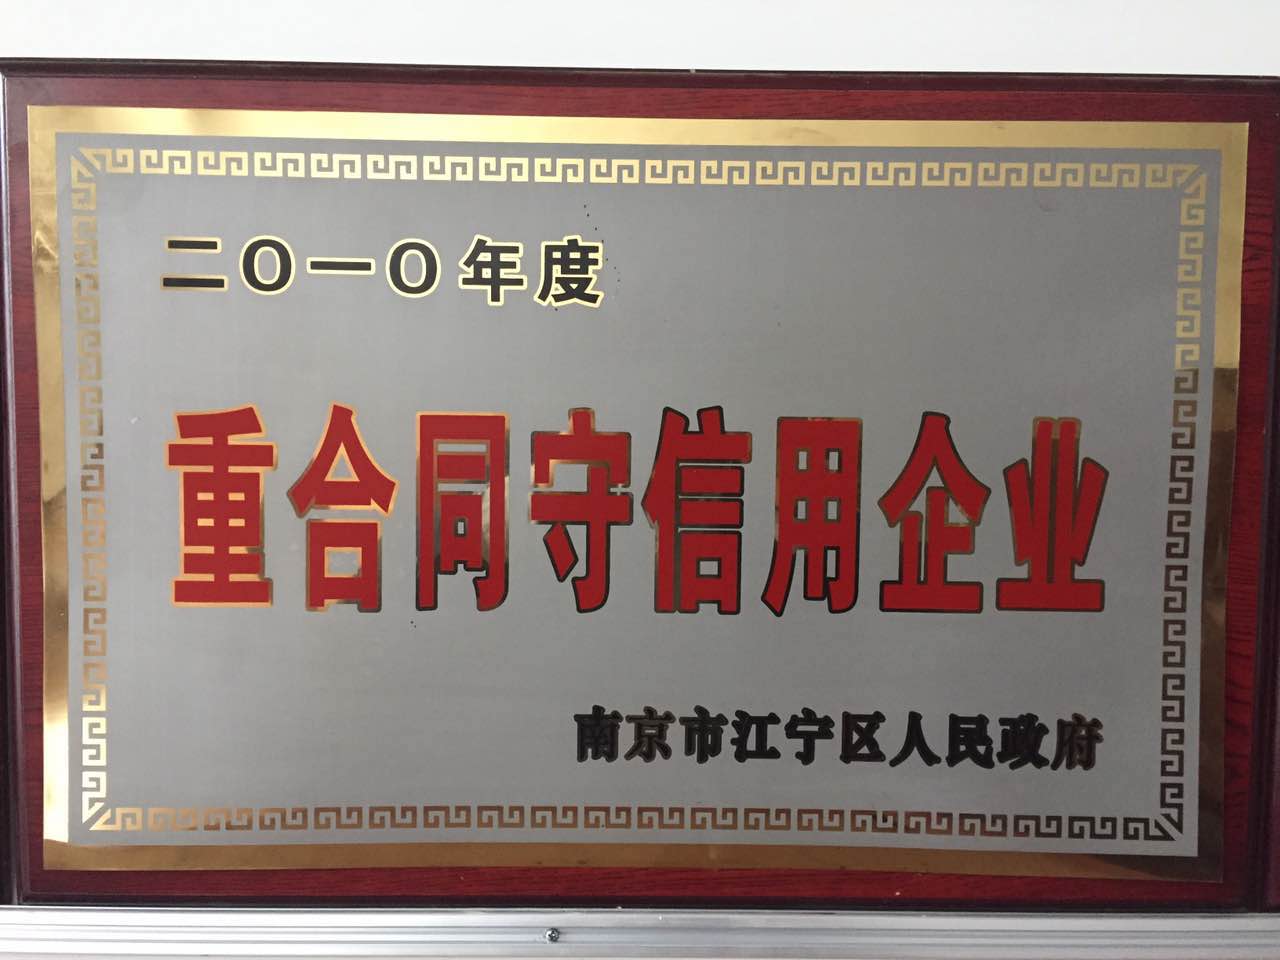 二〇一〇年度
重合同守信用企业
南京市江宁区人民政府